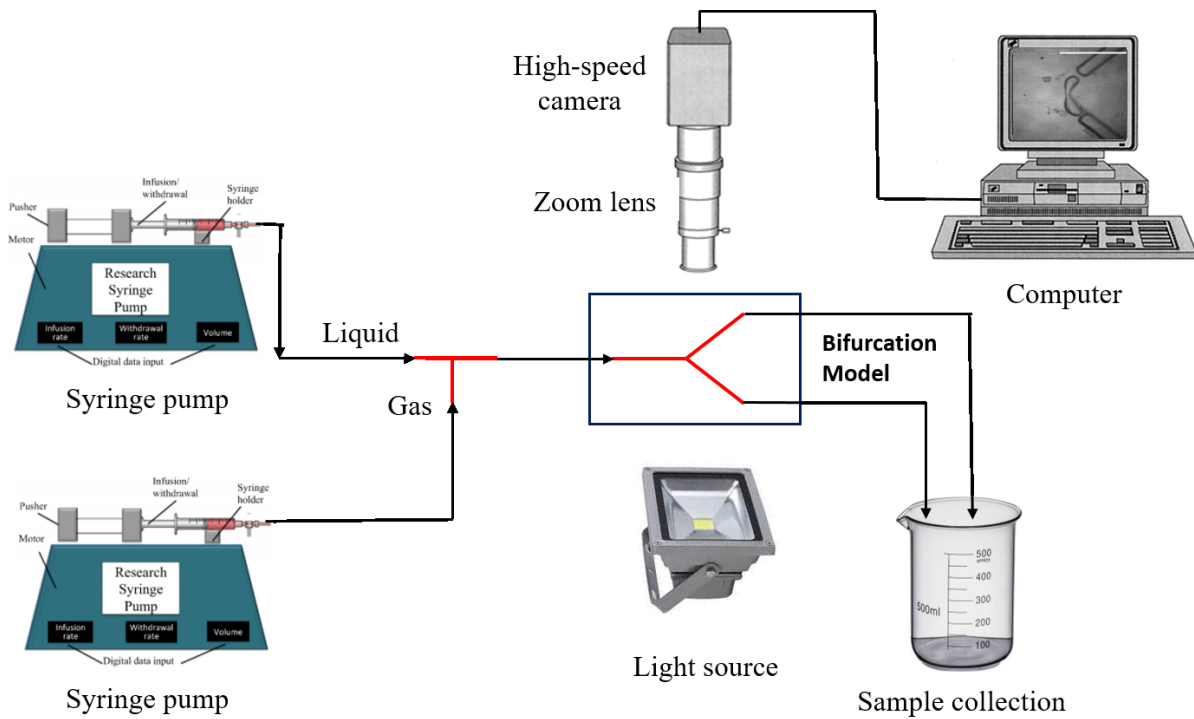 High-speed
camera
Zoom lens
Computer
Infusion/
withdrawal
Syringe
holder
Pusher
Motor
Research
Syringe
Pump
Infusion
rate
Withdrawal
rate
Volume
Digital data input
Syringe pump
Liquid
Gas
Bifurcation
Model
Infusion/
withdrawal
Syringe
holder
Pusher
Motor
Research
Syringe
Pump
Infusion
rate
Withdrawal
rate
Volume
Digital data input
Syringe pump
Light source
500
APPROX
400
300
200
100
500ml
Sample collection